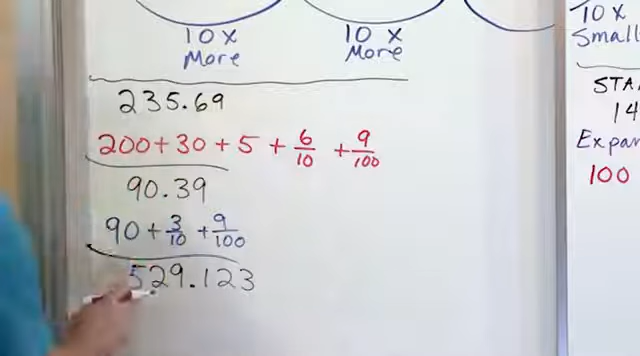 10 x
More
10 x
More
235.69
200+30+5+6/10+9/100
90.39
90+3/10+9/100
529.123
10 x
Small
STA
14
Expan
100